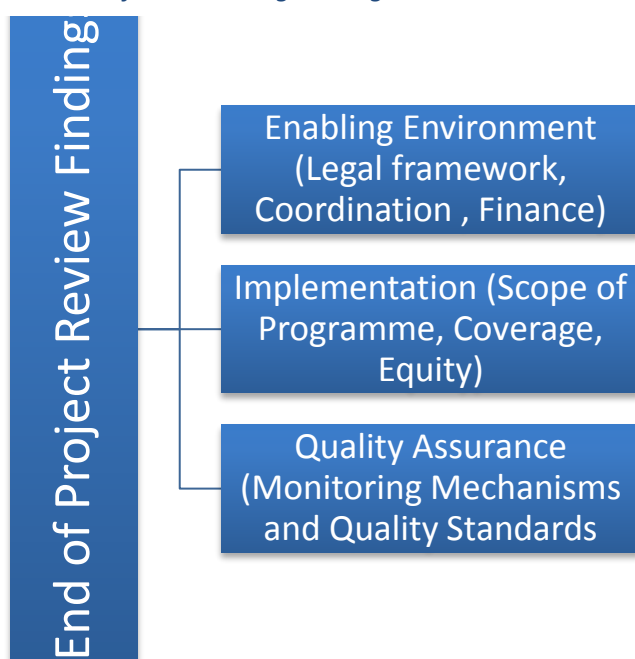 End of Project Review Finding
Enabling Environment
(Legal framework,
Coordination , Finance)
Implementation (Scope of
Programme, Coverage,
Equity)
Quality Assurance
(Monitoring Mechanisms
and Quality Standards